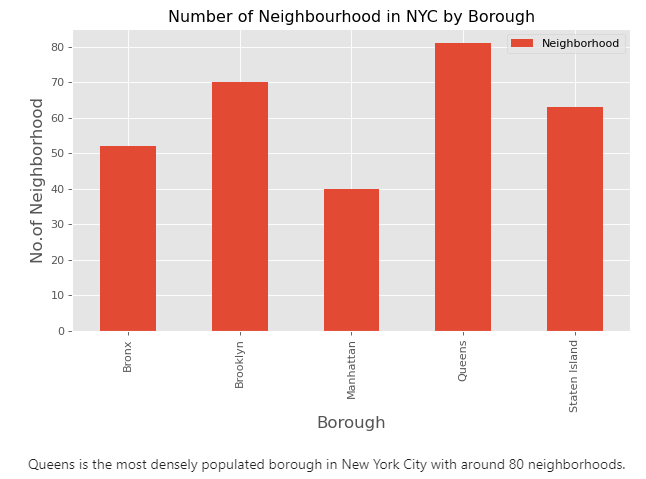 Number of Neighbourhood in NYC by Borough
Neighborhood
80
70
60
50
40
30
20
10
0
No.of Neighborhood
Bronx
Brooklyn
Manhattan
Queens
Staten Island
Borough
Queens is the most densely populated borough in New York City with around 80 neighborhoods.